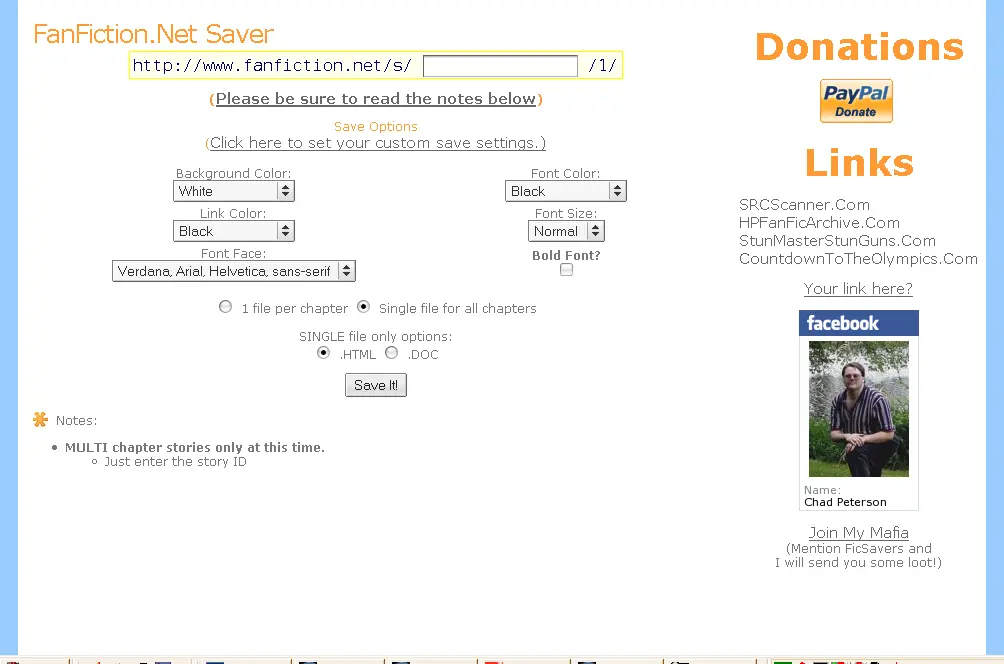 FanFiction.Net Saver
http://www.fanfiction.net/s/ /1/
(Please be sure to read the notes below)
Save Options
(Click here to set your custom save settings.)
Background Color:
White
Font Color:
Black
Link Color:
Black
Font Size:
Normal
Font Face:
Verdana, Arial, Helvetica, sans-serif
Bold Font?
1 file per chapter Single file for all chapters
SINGLE file only options:
.HTML .DOC
Save It!
Notes:
MULTI chapter stories only at this time.
Just enter the story ID
Donations
PayPal
Donate
Links
SRCScanner.Com
HPFanFicArchive.Com
StunMasterStunGuns.Com
CountdownToTheOlympics.Com
Your link here?
facebook
Name:
Chad Peterson
Join My Mafia
(Mention FicSavers and
I will send you some loot!)